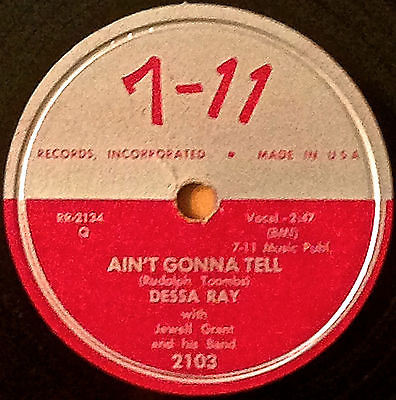 7-11
RECORDS, INCORPORATED • MADE IN U S A
RR-2134 Vocal-2:47
Q (BMI)
7-11 Music Publ.
AIN'T GONNA TELL
(Rudolph Toombs)
DESSA RAY
with
Jewell Grant
and his Band
2103